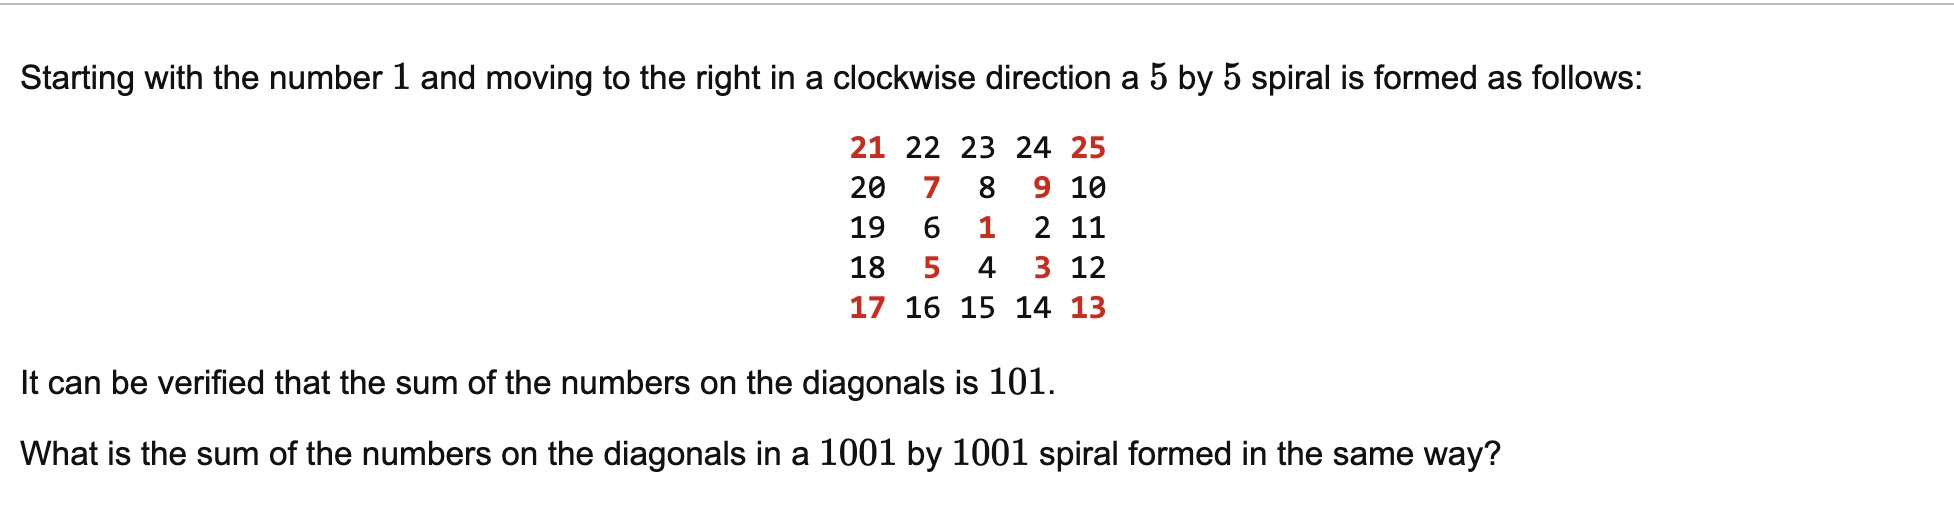 Starting with the number 1 and moving to the right in a clockwise direction a 5 by 5 spiral is formed as follows:
21 22 23 24 25
20 7 8 9 10
19 6 1 2 11
18 5 4 3 12
17 16 15 14 13
It can be verified that the sum of the numbers on the diagonals is 101.
What is the sum of the numbers on the diagonals in a 1001 by 1001 spiral formed in the same way?